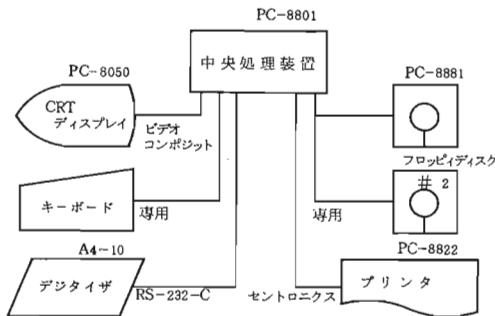 PC-8801
中央処理装置
PC-8050
CRT
ディスプレイ
ビデオ
コンポジット
PC-8881
フロッピィディスク
# 2
キーボード
専用
専用
A4-10
デジタイザ
RS-232-C
セントロニクス
PC-8822
プリンタ